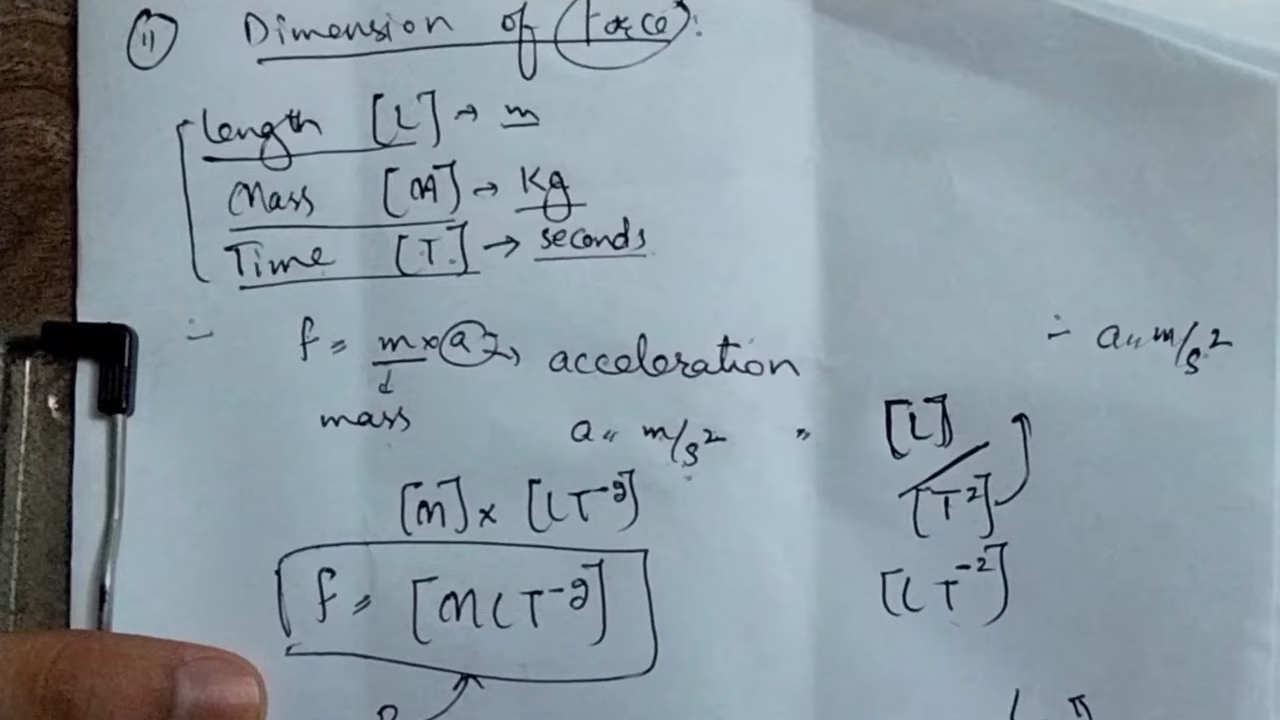 11 Dimension of Force:
Length [L] → m
Mass [M] → Kg
Time [T] → seconds
∴ f = m×a → acceleration
mass
a = m/s²
[M] × [LT⁻²]
f = [MLT⁻²]
∴ a = m/s²
= [L]
/
[T²]
[LT⁻²]